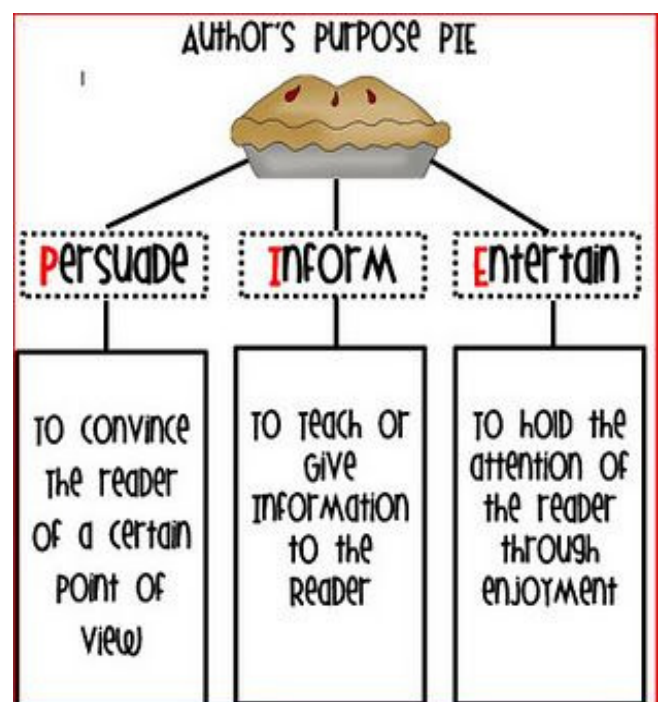 Author's Purpose PIE
Persuade
Inform
Entertain
To convince
the reader
of a certain
point of
view
To teach or
give
information
to the
reader
To hold the
attention of
the reader
through
enjoyment